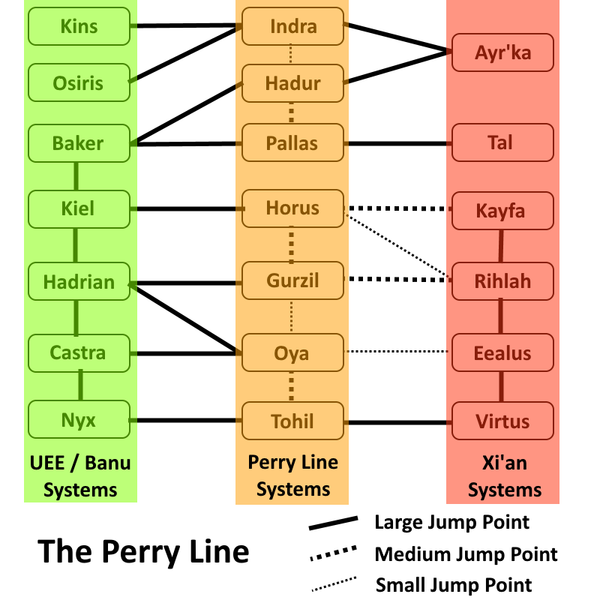 Kins
Indra
Ayr'ka
Osiris
Hadur
Baker
Pallas
Tal
Kiel
Horus
Kayfa
Hadrian
Gurzil
Rihlah
Castra
Oya
Eealus
Nyx
Tohil
Virtus
UEE / Banu
Systems
Perry Line
Systems
Xi'an
Systems
The Perry Line
Large Jump Point
Medium Jump Point
Small Jump Point